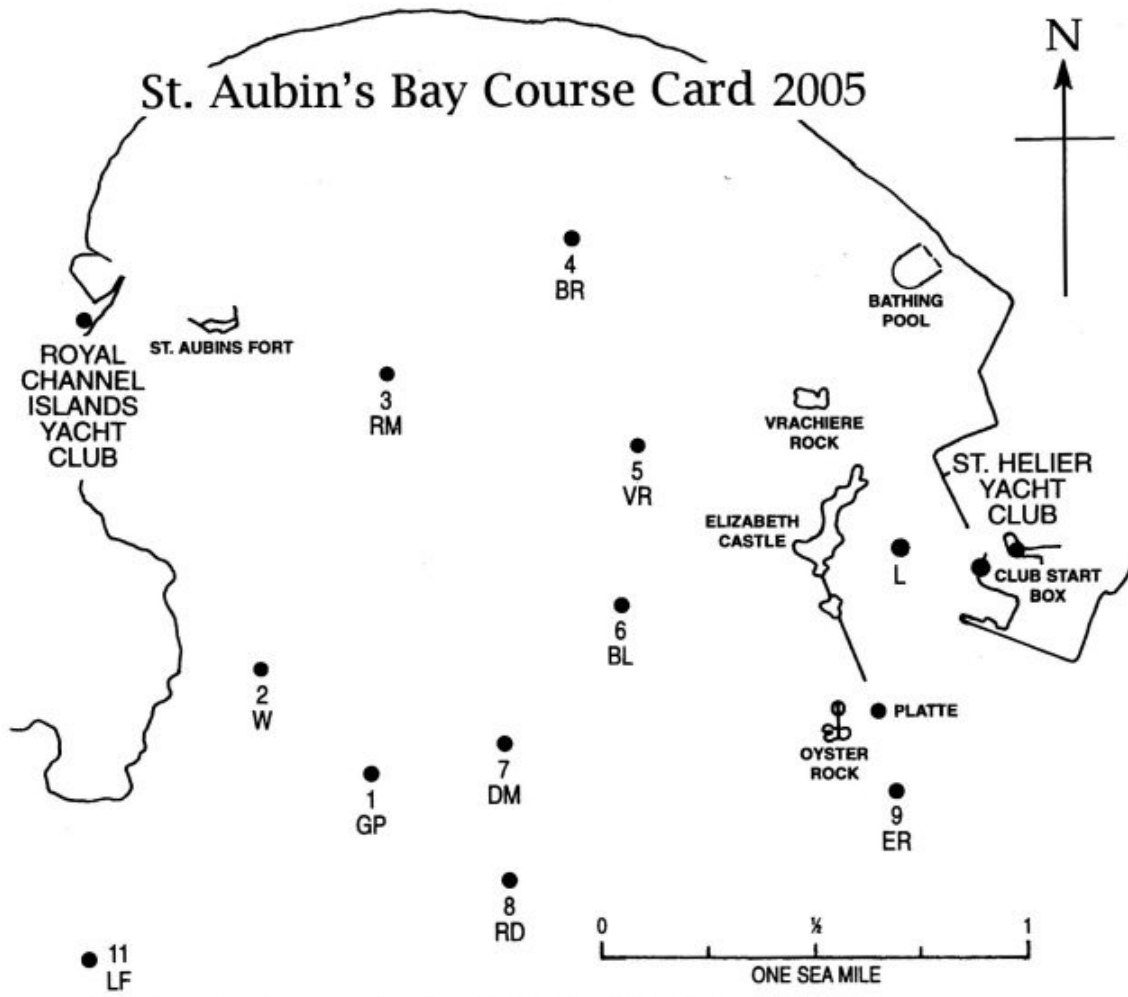 St. Aubin's Bay Course Card 2005
N
4
BR
BATHING
POOL
ROYAL
CHANNEL
ISLANDS
YACHT
CLUB
ST. AUBINS FORT
3
RM
VRACHIERE
ROCK
5
VR
ST. HELIER
YACHT
CLUB
ELIZABETH
CASTLE
L
CLUB START
BOX
6
BL
2
W
PLATTE
OYSTER
ROCK
7
DM
1
GP
9
ER
8
RD
11
LF
0 ½ 1
ONE SEA MILE